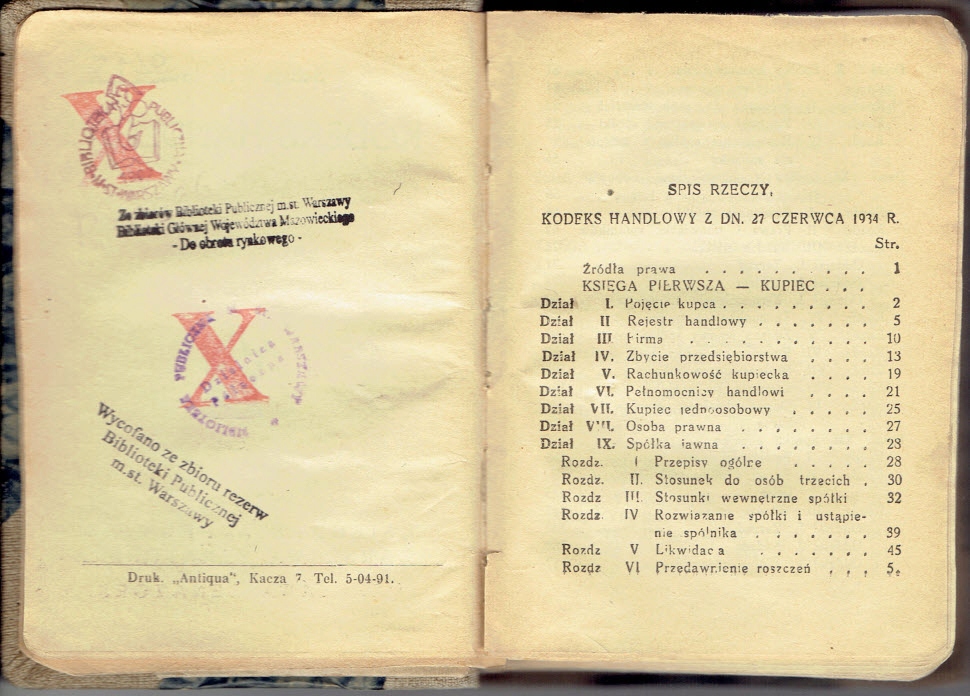 X
BIBLIOTEKA PUBLICZNA
M. ST. WARSZAWY
Ze zbiorów Biblioteki Publicznej m.st. Warszawy
Biblioteki Głównej Województwa Mazowieckiego
- Do obrotu rynkowego -
X
PUBLICZNA
Wycofano ze zbioru rezerw
Biblioteki Publicznej
m.st. Warszawy
Druk. „Antiqua”, Kacza 7. Tel. 5-04-91.
SPIS RZECZY.
KODEKS HANDLOWY Z DN. 27 CZERWCA 1934 R.
Str.
Źródła prawa . . . . . . . . . . 1
KSIĘGA PIERWSZA — KUPIEC . . .
Dział I. Pojęcie kupca . . . . . . . . . 2
Dział II Rejestr handlowy . . . . . . . 5
Dział III. Firma . . . . . . . . . . 10
Dział IV. Zbycie przedsiębiorstwa . . . . 13
Dział V. Rachunkowość kupiecka . . . . 19
Dział VI. Pełnomocnicy handlowi . . . . 21
Dział VII. Kupiec jednoosobowy . . . . . 25
Dział VIII. Osoba prawna . . . . . . . . 27
Dział IX. Spółka jawna . . . . . . . . 28
Rozdz. I Przepisy ogólne . . . . . 28
Rozdz. II. Stosunek do osób trzecich . 30
Rozdz III. Stosunki wewnętrzne spółki 32
Rozdz. IV Rozwiązanie spółki i ustąpie-
nie spólnika . . . . . . . 39
Rozdz V Likwidacja . . . . . . . 45
Rozdz VI Przedawnienie roszczeń . . .